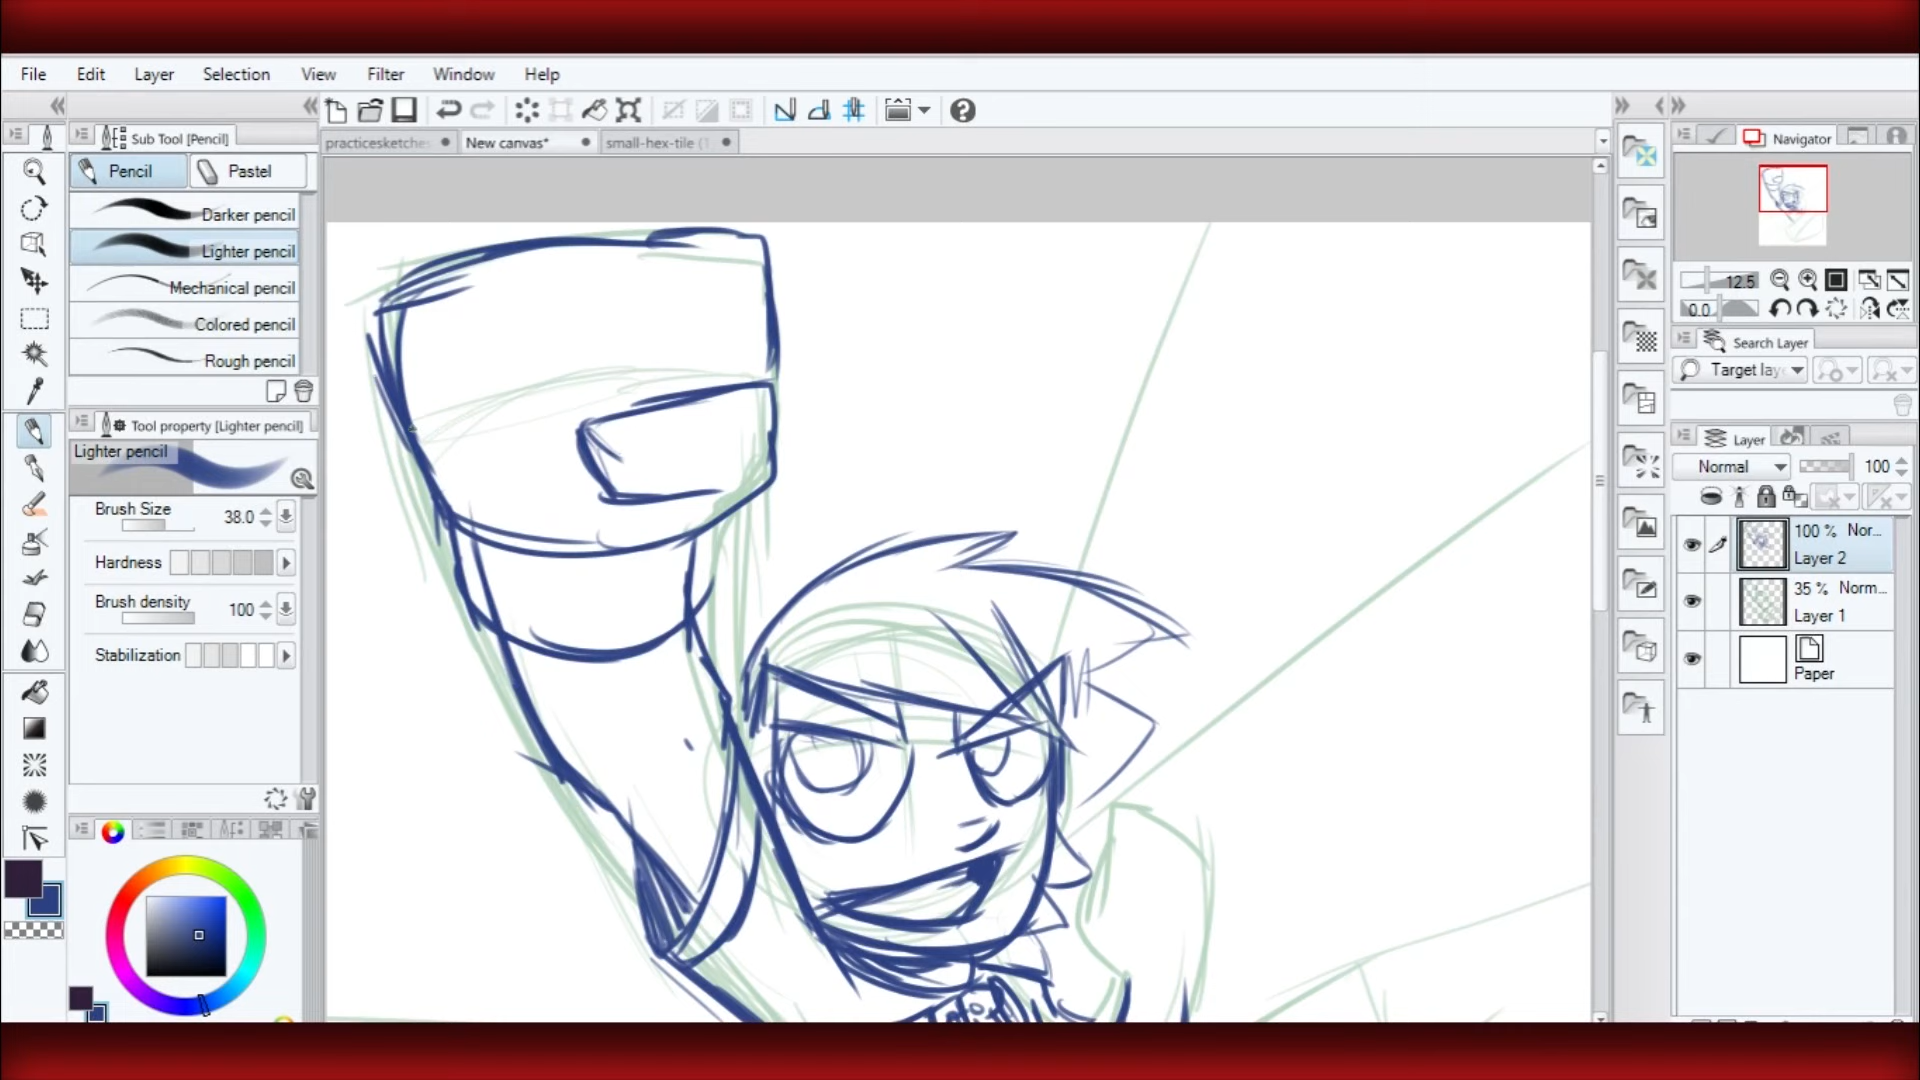 File Edit Layer Selection View Filter Window Help
practicesketche New canvas* small-hex-tile (1
Sub Tool [Pencil]
Pencil Pastel
Darker pencil
Lighter pencil
Mechanical pencil
Colored pencil
Rough pencil
Tool property [Lighter pencil]
Lighter pencil
Brush Size 38.0
Hardness
Brush density 100
Stabilization
Navigator
12.5
0.0
Search Layer
Target lay
Layer
Normal 100
100 % Nor...
Layer 2
35 % Norm...
Layer 1
Paper